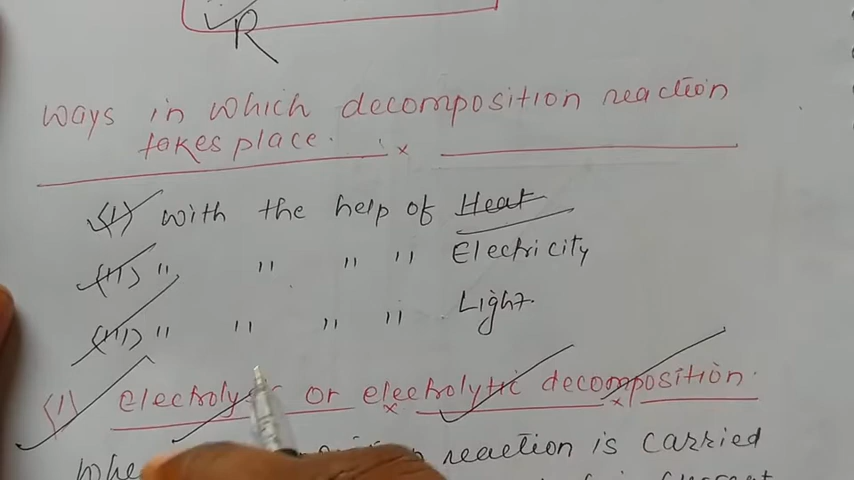 R
Ways in which decomposition reaction
takes place.
(I) with the help of Heat
(II) " " " " Electricity
(III) " " " " Light
(I) or electrolytic decomposition.
reaction is carried